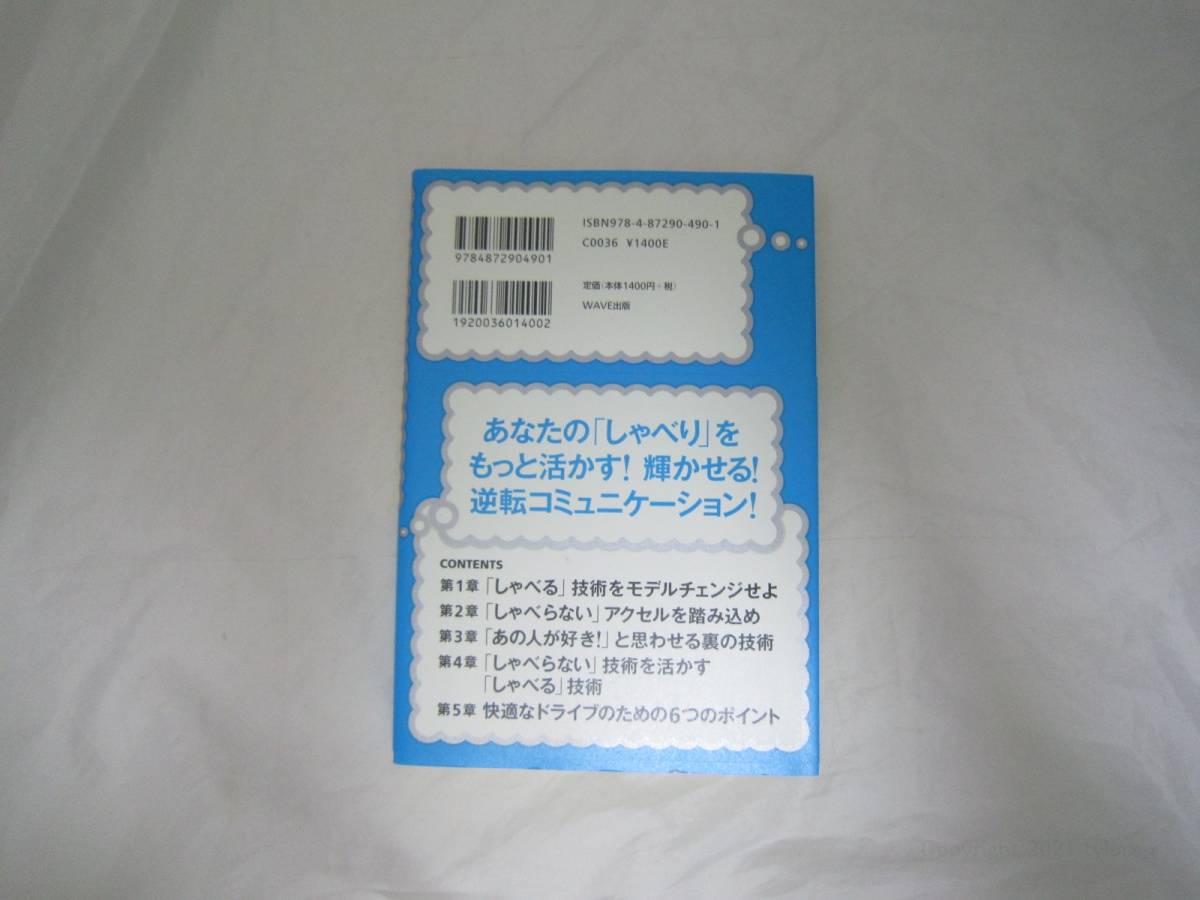 ISBN978-4-87290-490-1
C0036 ¥1400E
9784872904901
定価(本体1400円+税)
WAVE出版
1920036014002
あなたの「しゃべり」を
もっと活かす! 輝かせる!
逆転コミュニケーション!
CONTENTS
第1章「しゃべる」技術をモデルチェンジせよ
第2章「しゃべらない」アクセルを踏み込め
第3章「あの人が好き!」と思わせる裏の技術
第4章「しゃべらない」技術を活かす
「しゃべる」技術
第5章 快適なドライブのための6つのポイント